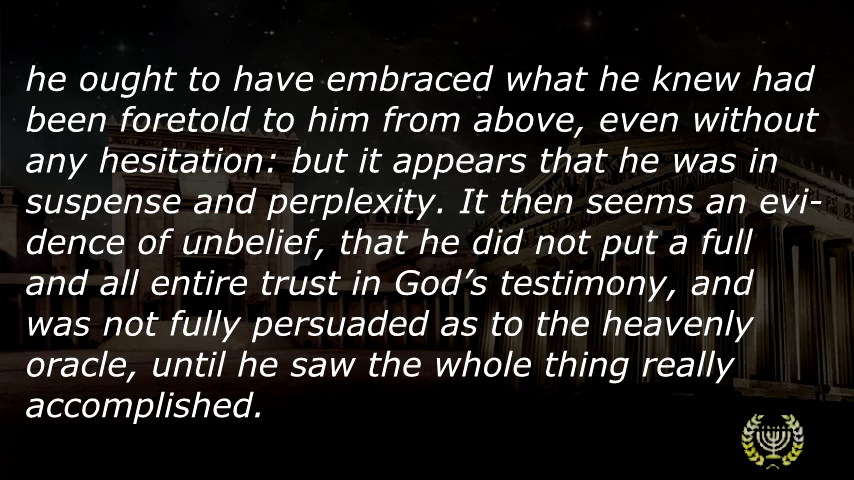 he ought to have embraced what he knew had
been foretold to him from above, even without
any hesitation: but it appears that he was in
suspense and perplexity. It then seems an evi-
dence of unbelief, that he did not put a full
and all entire trust in God’s testimony, and
was not fully persuaded as to the heavenly
oracle, until he saw the whole thing really
accomplished.